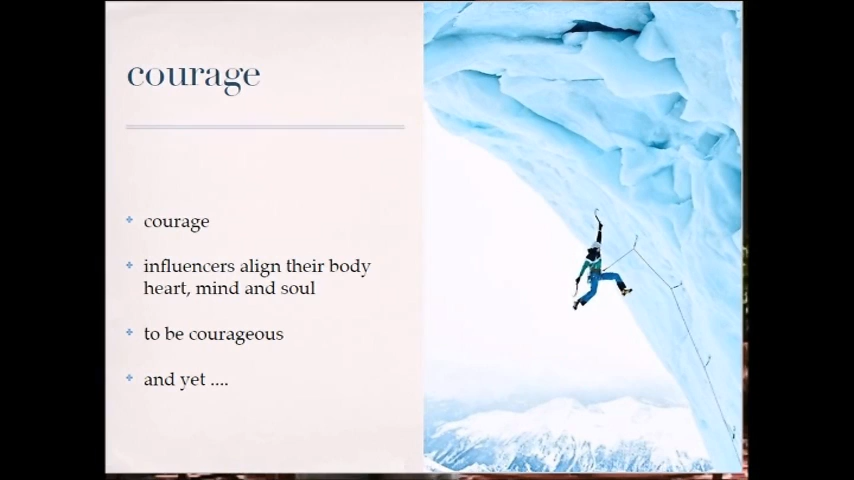 courage
courage
influencers align their body
heart, mind and soul
to be courageous
and yet ....